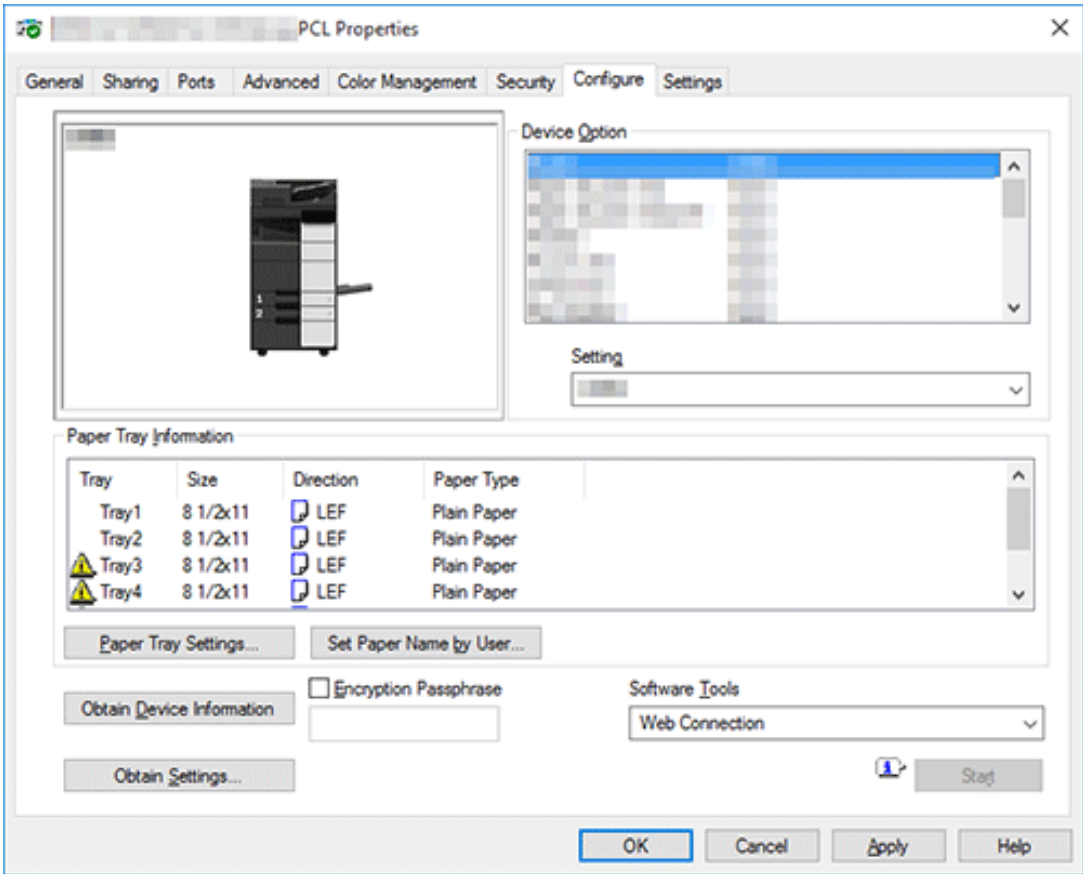 PCL Properties
General Sharing Ports Advanced Color Management Security Configure Settings
Device Option
1
2
Setting
Paper Tray Information
Tray Size Direction Paper Type
Tray1 8 1/2x11 LEF Plain Paper
Tray2 8 1/2x11 LEF Plain Paper
Tray3 8 1/2x11 LEF Plain Paper
Tray4 8 1/2x11 LEF Plain Paper
Paper Tray Settings... Set Paper Name by User...
Obtain Device Information
Encryption Passphrase
Software Tools
Web Connection
Obtain Settings...
Start
OK Cancel Apply Help